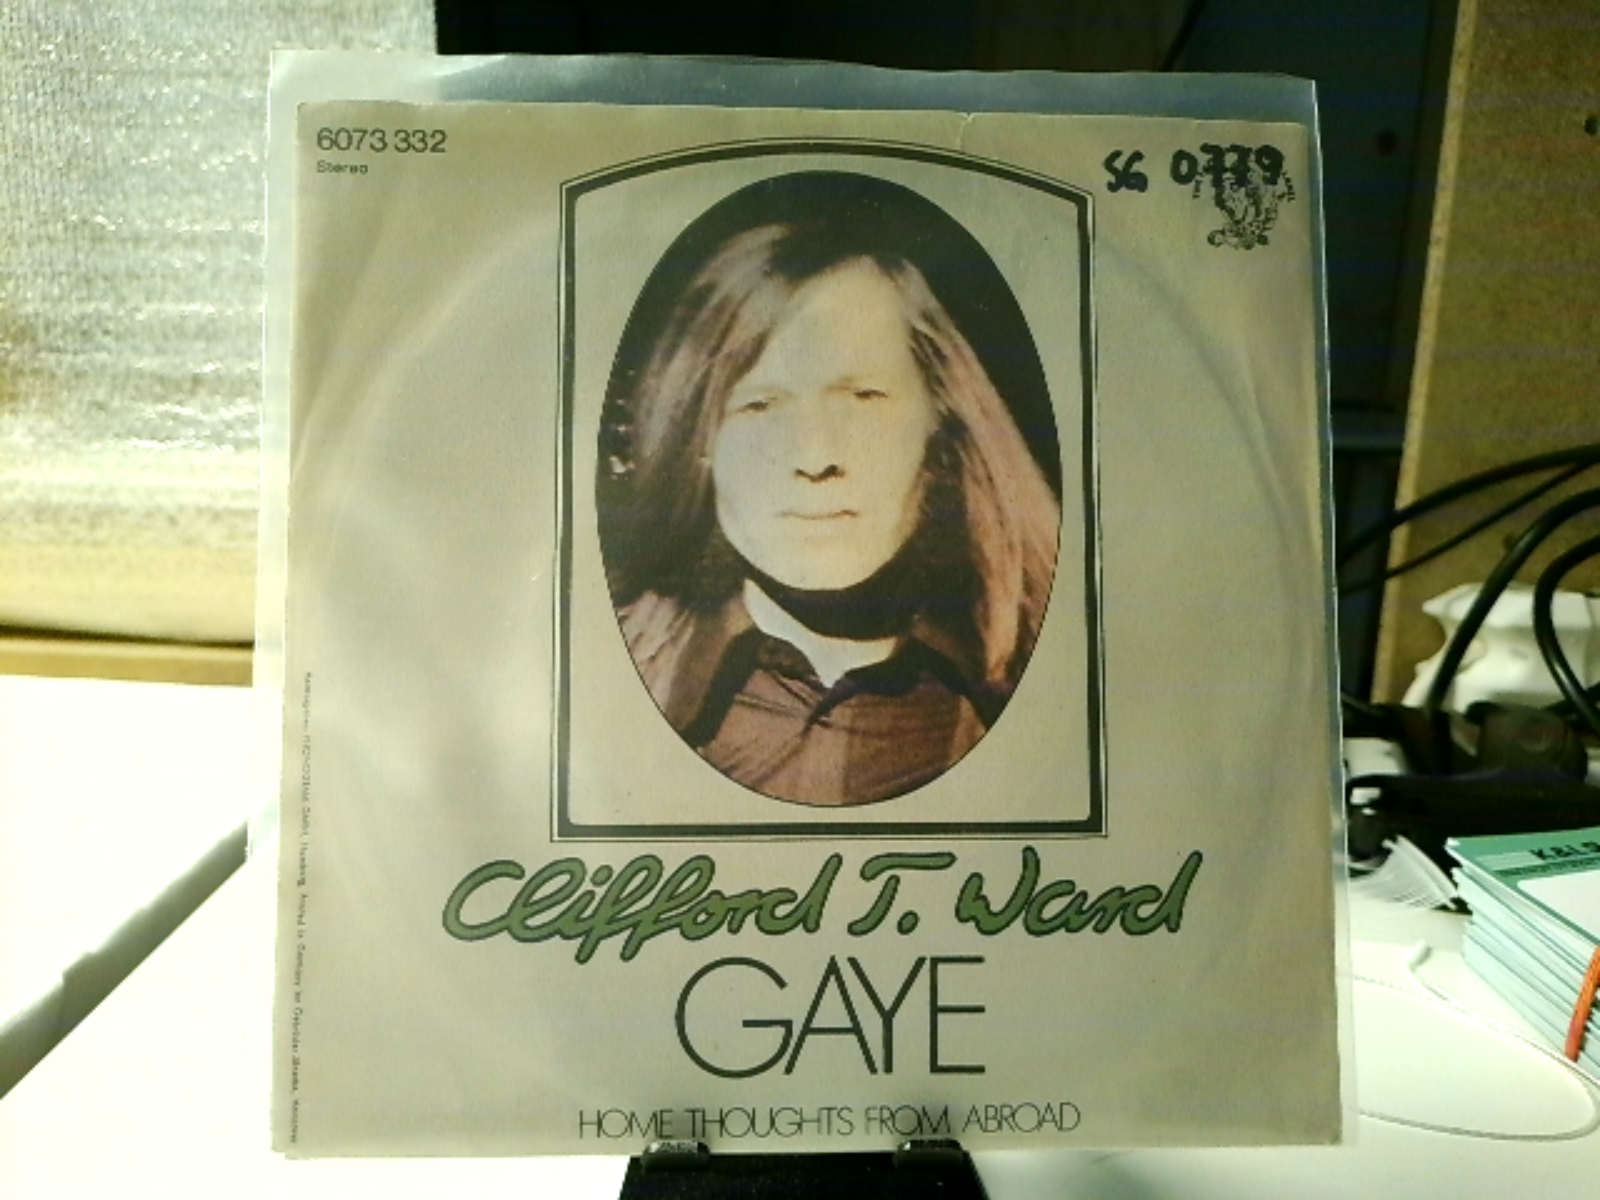 6073 332
Stereo
SG 0779
Clifford T. Ward
GAYE
HOME THOUGHTS FROM ABROAD